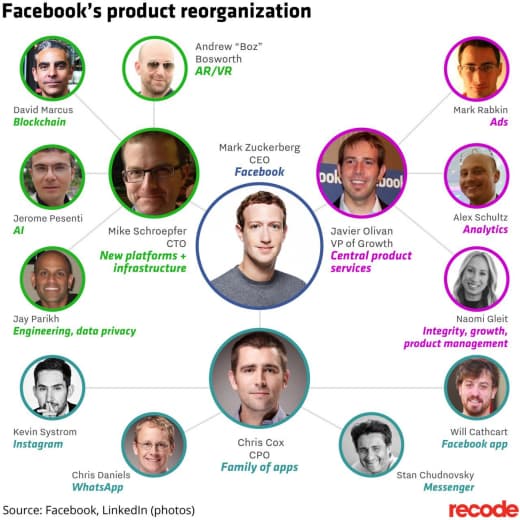 Facebook's product reorganization
David Marcus
Blockchain
Andrew "Boz"
Bosworth
AR/VR
Mark Rabkin
Ads
Mark Zuckerberg
CEO
Facebook
Jerome Pesenti
AI
Mike Schroepfer
CTO
New platforms +
infrastructure
Javier Olivan
VP of Growth
Central product
services
Alex Schultz
Analytics
Jay Parikh
Engineering, data privacy
Naomi Gleit
Integrity, growth,
product management
Kevin Systrom
Instagram
Chris Daniels
WhatsApp
Chris Cox
CPO
Family of apps
Stan Chudnovsky
Messenger
Will Cathcart
Facebook app
Source: Facebook, LinkedIn (photos)
recode